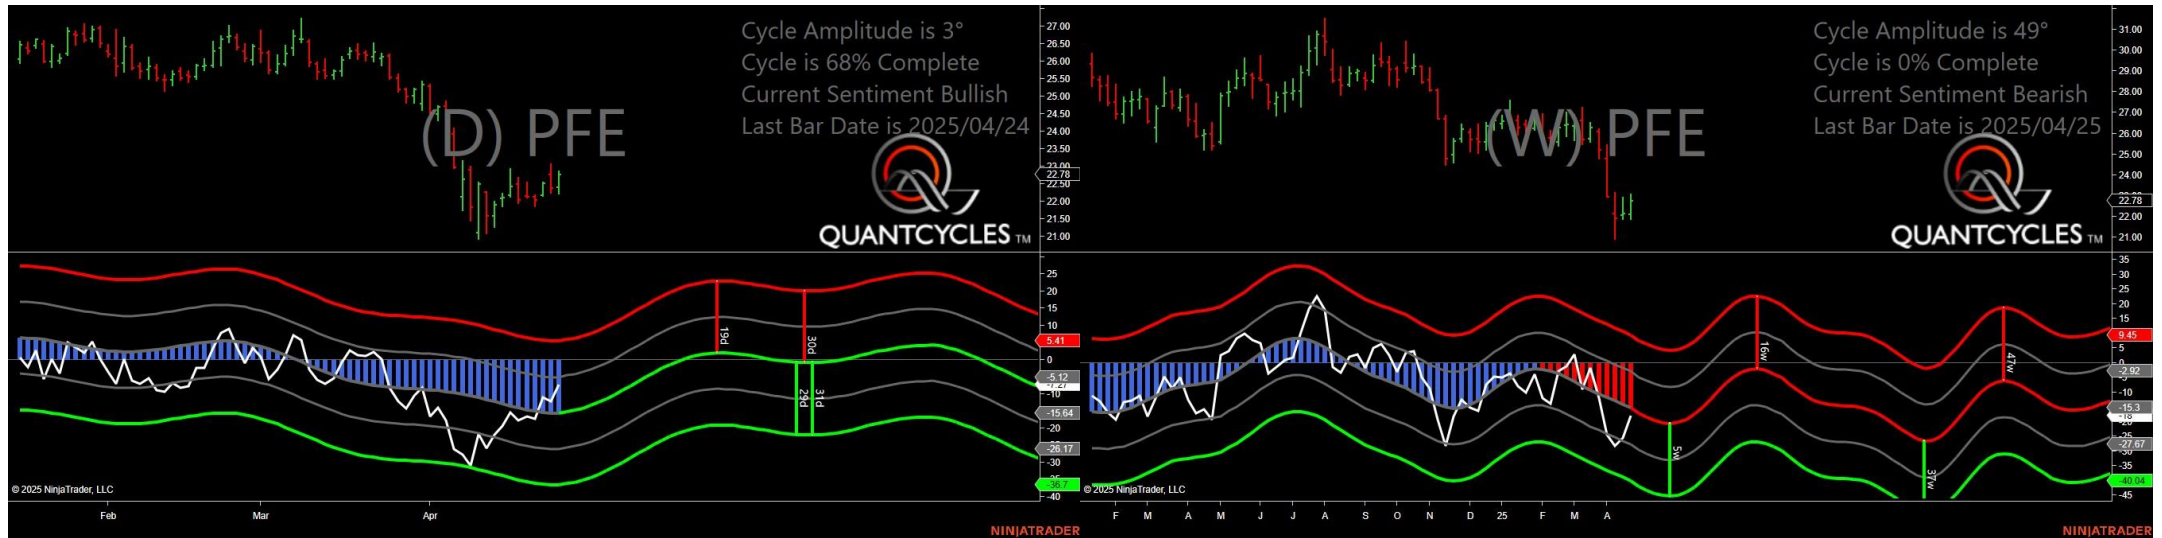 Cycle Amplitude is 3°
Cycle is 68% Complete
Current Sentiment Bullish
Last Bar Date is 2025/04/24
(D) PFE
QUANTCYCLES TM
27.00
26.50
26.00
25.50
25.00
24.50
24.00
23.50
23.00
22.78
22.50
22.00
21.50
21.00
25
20
15
10
5.41
0
-5.12
-7.27
-10
-15.64
-20
-26.17
-30
-36.7
-40
19d
30d
29d
31d
© 2025 NinjaTrader, LLC
Feb Mar Apr
NINJATRADER
Cycle Amplitude is 49°
Cycle is 0% Complete
Current Sentiment Bearish
Last Bar Date is 2025/04/25
(W) PFE
QUANTCYCLES TM
31.00
30.00
29.00
28.00
27.00
26.00
25.00
24.00
22.78
22.00
21.00
35
30
25
20
15
9.45
5
-2.92
-5
-10
-15.3
-18
-27.67
-30
-35
-40.04
-45
16w
47w
5w
37w
© 2025 NinjaTrader, LLC
F M A M J J A S O N D 25 F M A
NINJATRADER